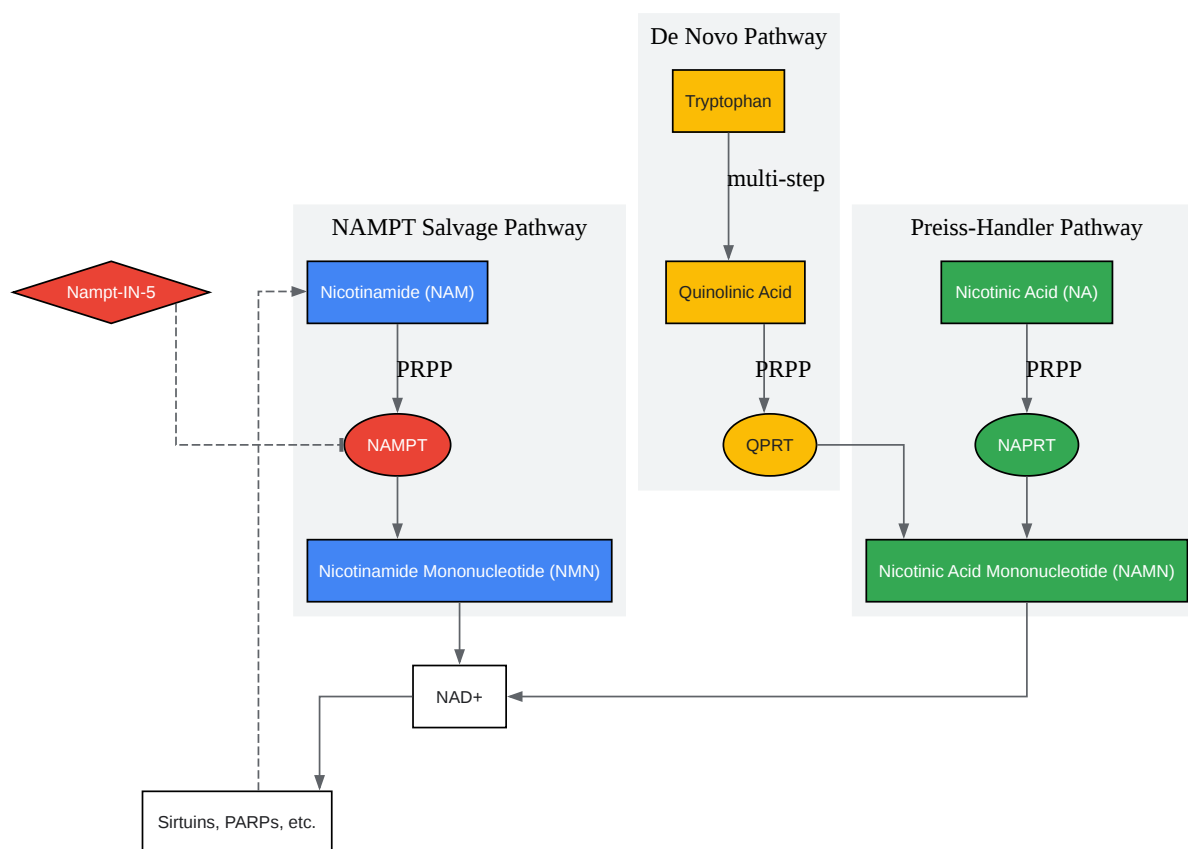 De Novo Pathway
Tryptophan
multi-step
NAMPT Salvage Pathway
Preiss-Handler Pathway
Nampt-IN-5
Nicotinamide (NAM)
Quinolinic Acid
Nicotinic Acid (NA)
PRPP
PRPP
PRPP
NAMPT
QPRT
NAPRT
Nicotinamide Mononucleotide (NMN)
Nicotinic Acid Mononucleotide (NAMN)
NAD+
Sirtuins, PARPs, etc.